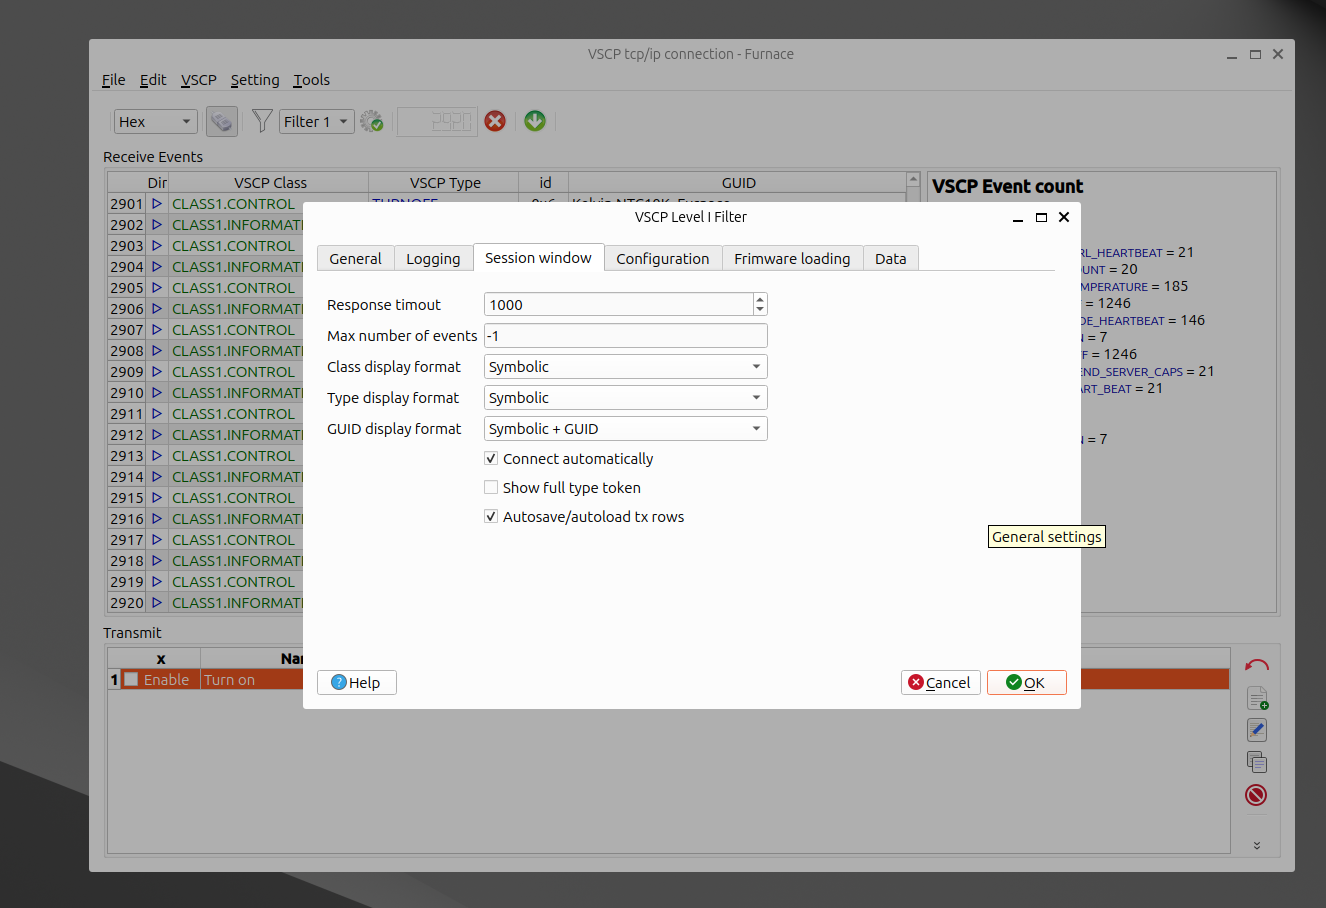 VSCP tcp/ip connection - Furnace
File Edit VSCP Setting Tools
Hex Filter 1 2920
Receive Events
Dir VSCP Class VSCP Type id GUID
VSCP Event count
2901 CLASS1.CONTROL
2902 CLASS1.INFORMATI
2903 CLASS1.CONTROL
2904 CLASS1.INFORMATI
2905 CLASS1.CONTROL
2906 CLASS1.INFORMATI
2907 CLASS1.CONTROL
2908 CLASS1.INFORMATI
2909 CLASS1.CONTROL
2910 CLASS1.INFORMATI
2911 CLASS1.CONTROL
2912 CLASS1.INFORMATI
2913 CLASS1.CONTROL
2914 CLASS1.INFORMATI
2915 CLASS1.CONTROL
2916 CLASS1.INFORMATI
2917 CLASS1.CONTROL
2918 CLASS1.INFORMATI
2919 CLASS1.CONTROL
2920 CLASS1.INFORMATI
RL_HEARTBEAT = 21
UNT = 20
MPERATURE = 185
= 1246
DE_HEARTBEAT = 146
= 7
F = 1246
END_SERVER_CAPS = 21
ART_BEAT = 21
= 7
VSCP Level I Filter
General Logging Session window Configuration Frimware loading Data
Response timout 1000
Max number of events -1
Class display format Symbolic
Type display format Symbolic
GUID display format Symbolic + GUID
Connect automatically
Show full type token
Autosave/autoload tx rows
General settings
Help Cancel OK
Transmit
x Nar
1 Enable Turn on